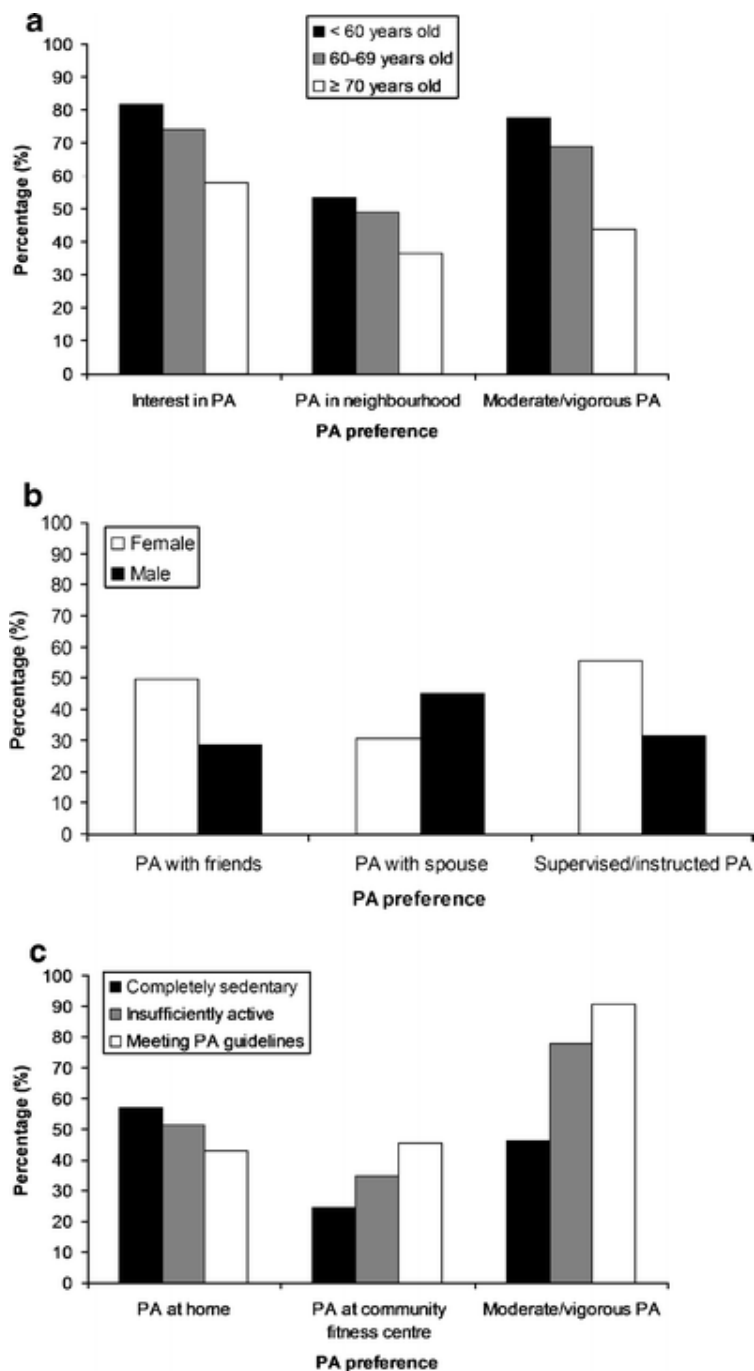 a
< 60 years old
60-69 years old
≥ 70 years old
100
90
80
70
60
50
40
30
20
10
0
Percentage (%)
Interest in PA
PA in neighbourhood
Moderate/vigorous PA
PA preference
b
Female
Male
100
90
80
70
60
50
40
30
20
10
0
Percentage (%)
PA with friends
PA with spouse
Supervised/instructed PA
PA preference
c
Completely sedentary
Insufficiently active
Meeting PA guidelines
100
90
80
70
60
50
40
30
20
10
0
Percentage (%)
PA at home
PA at community
fitness centre
Moderate/vigorous PA
PA preference